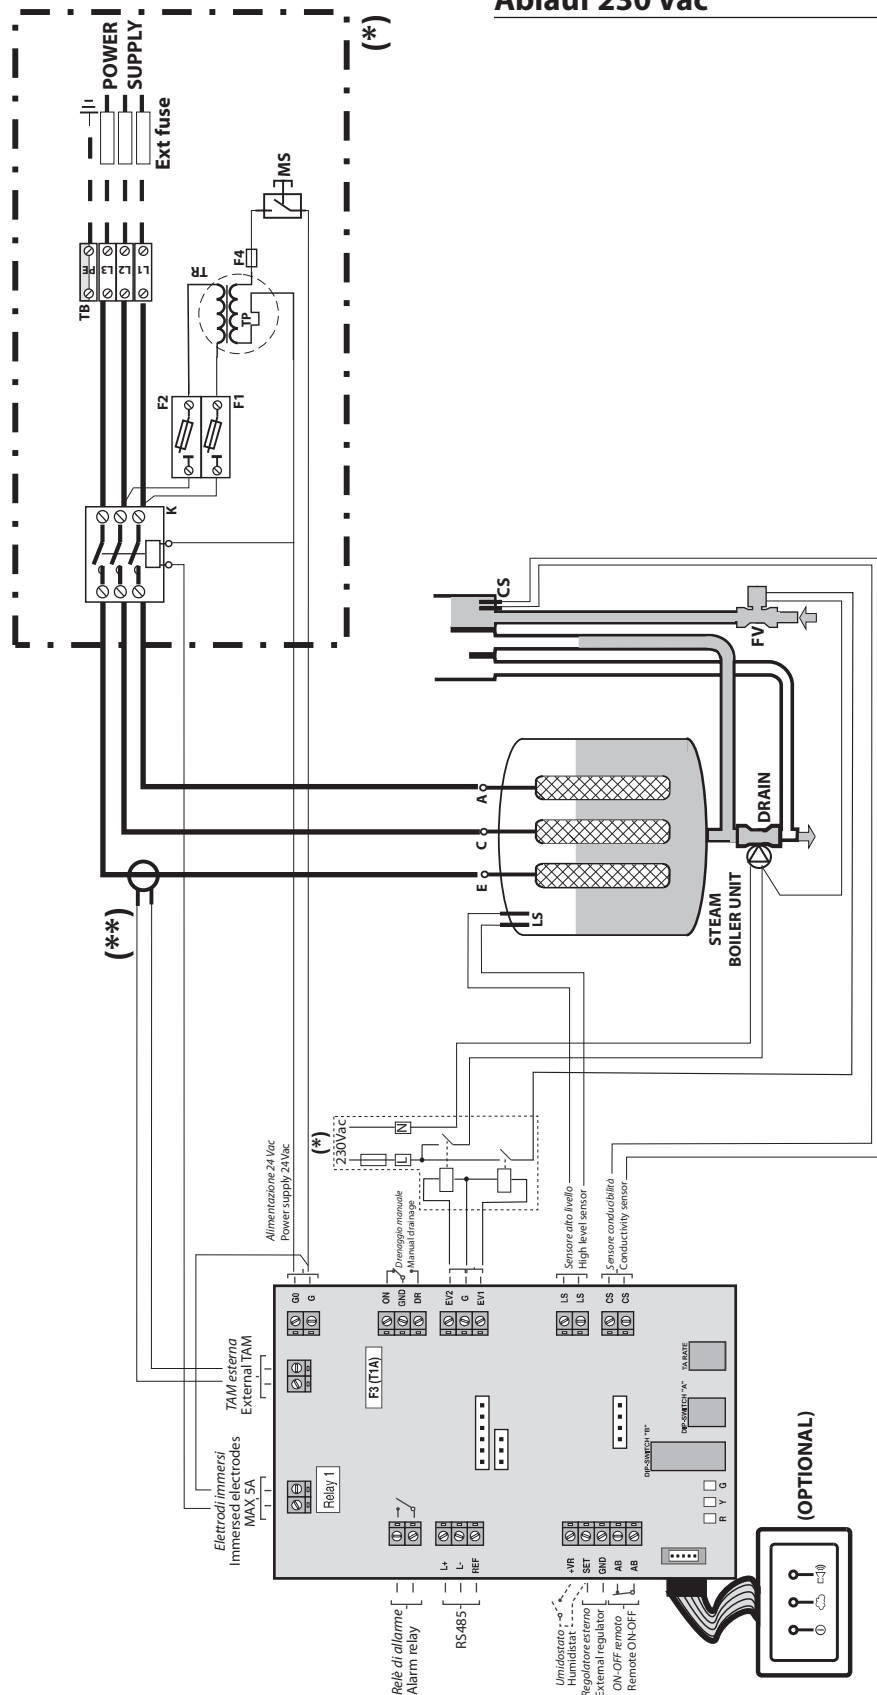 Ablauf 230 Vac
(*)
POWER
SUPPLY
Ext fuse
TB
PE
L3
L2
L1
MS
F4
TR
TP
F2
F1
K
CS
FV
A
C
E
LS
DRAIN
STEAM
BOILER UNIT
(**)
(*)
230Vac
L
N
Alimentazione 24 Vac
Power supply 24Vac
G0
G
Drenaggio manuale
Manual drainage
ON
GND
DR
EV2
G
EV1
Sensore alto livello
High level sensor
LS
LS
Sensore conducibilità
Conductivity sensor
CS
CS
TAM esterna
External TAM
F3 (T1A)
Elettrodi immersi
Immersed electrodes
MAX 5A
Relay 1
TA RATE
DIP-SWITCH "A"
DIP-SWITCH "B"
R
Y
G
Relè di allarme
Alarm relay
L+
L-
REF
RS485
+VR
SET
GND
AB
AB
Umidostato
Humidistat
Regolatore esterno
External regulator
ON-OFF remoto
Remote ON-OFF
(OPTIONAL)